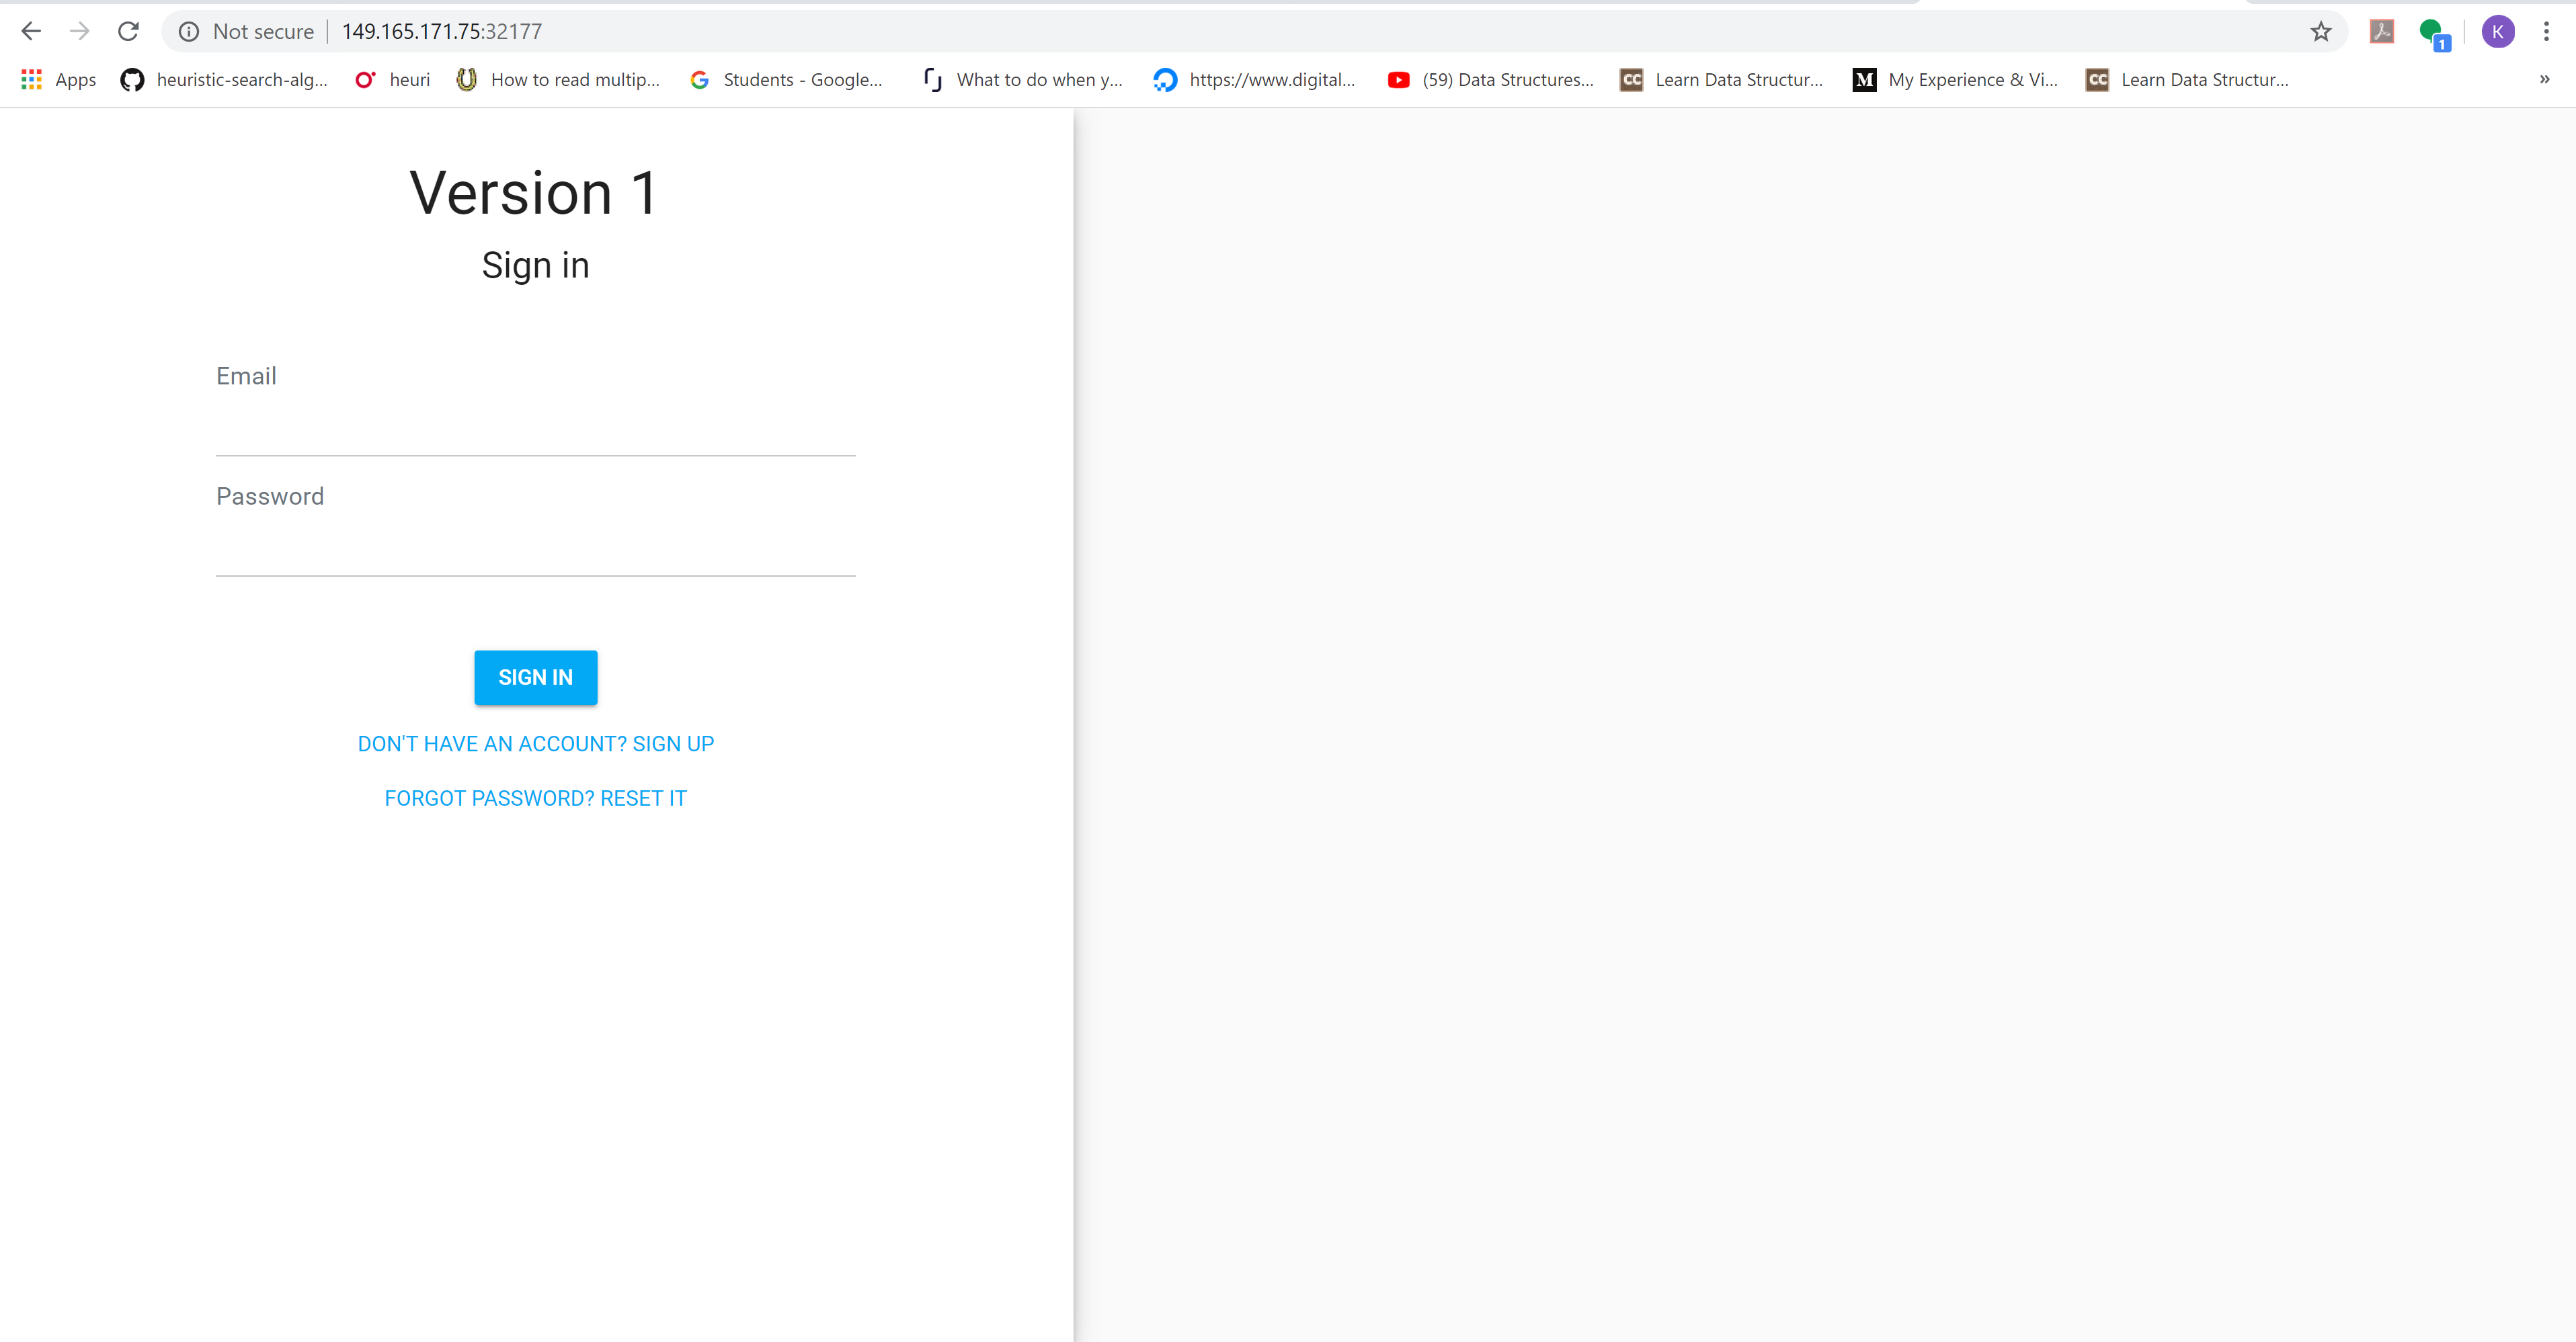 Not secure | 149.165.171.75:32177
K
1
Apps heuristic-search-alg... heuri How to read multip... Students - Google... What to do when y... https://www.digital... (59) Data Structures... CC Learn Data Structur... M My Experience & Vi... CC Learn Data Structur... »
Version 1
Sign in
Email
Password
SIGN IN
DON'T HAVE AN ACCOUNT? SIGN UP
FORGOT PASSWORD? RESET IT